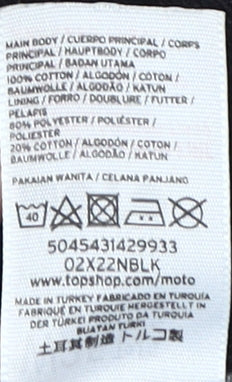 MAIN BODY / CUERPO PRINCIPAL / CORPS
PRINCIPAL / HAUPTBODY / CORPO
PRINCIPAL / BADAN UTAMA
100% COTTON / ALGODÓN / COTON /
BAUMWOLLE / ALGODÃO / KATUN
LINING / FORRO / DOUBLURE / FUTTER /
PELAPIS
80% POLYESTER / POLIÉSTER /
POLIESTER
20% COTTON / ALGODÓN / COTON /
BAUMWOLLE / ALGODÃO / KATUN
PAKAIAN WANITA / CELANA PANJANG
40
5045431429933
02X22NBLK
www.topshop.com/moto
MADE IN TURKEY FABRICADO EN TURQUÍA
FABRIQUÉ EN TURQUIE HERGESTELLT IN
DER TÜRKEI PRODUTO DA TURQUIA
BUATAN TURKI
土耳其制造 トルコ製